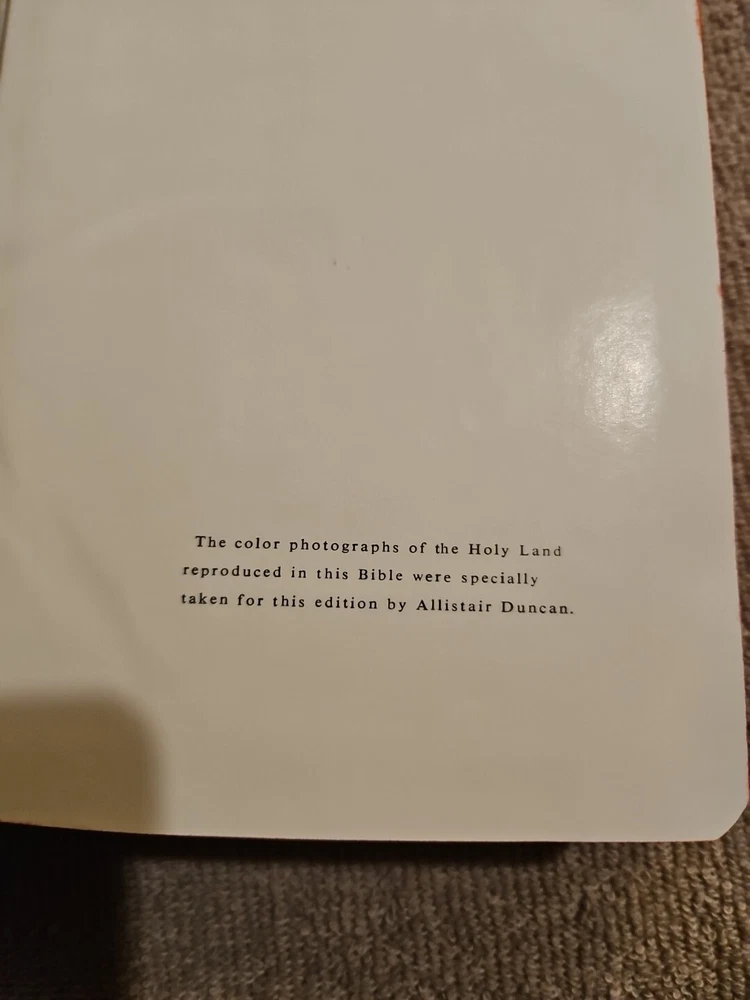 The color photographs of the Holy Land
reproduced in this Bible were specially
taken for this edition by Allistair Duncan.